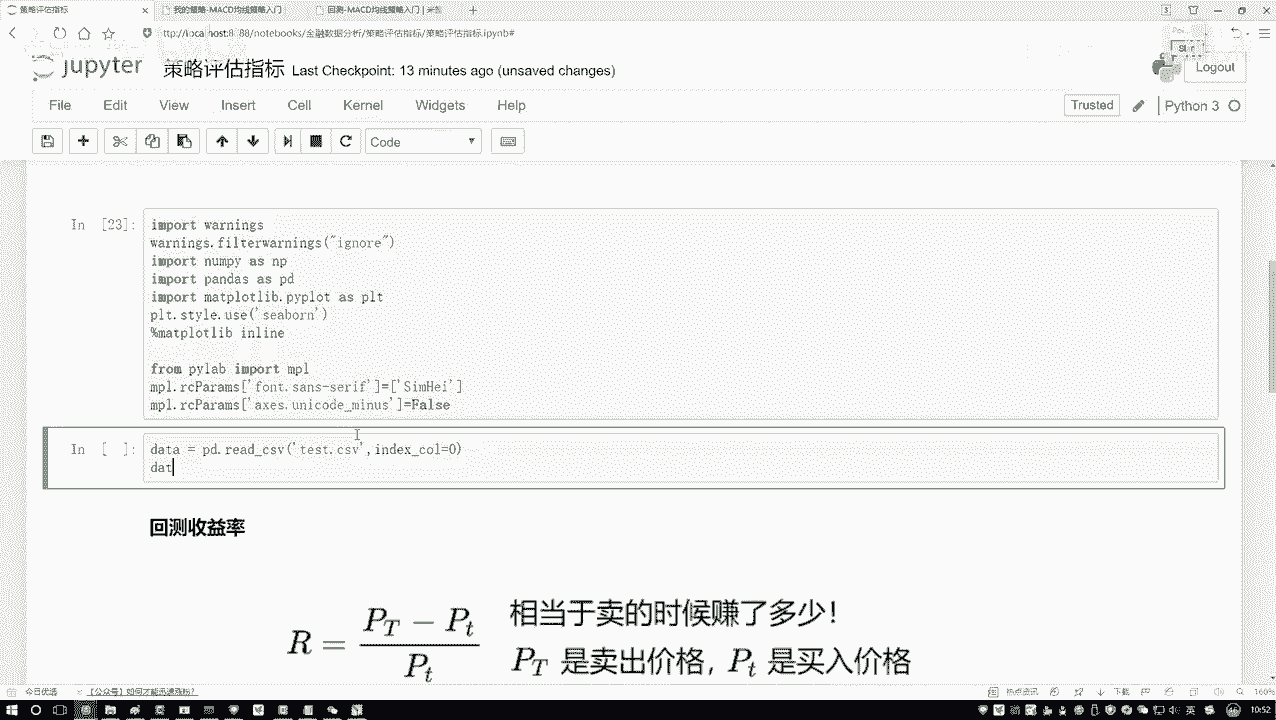 策略评估指标
我的策略-MACD均线策略入门
回测-MACD均线策略入门 | 米筐
ttp://localhost:8888/notebooks/金融数据分析/策略评估指标/策略评估指标.ipynb#
jupyter 策略评估指标 Last Checkpoint: 13 minutes ago (unsaved changes)
Logout
File Edit View Insert Cell Kernel Widgets Help
Trusted
Python 3
Code
In [23]:
import warnings
warnings.filterwarnings("ignore")
import numpy as np
import pandas as pd
import matplotlib.pyplot as plt
plt.style.use('seaborn')
%matplotlib inline
from pylab import mpl
mpl.rcParams['font.sans-serif']=['SimHei']
mpl.rcParams['axes.unicode_minus']=False
In [ ]:
data = pd.read_csv('test.csv',index_col=0)
dat
回测收益率
R = (P_T − P_t) / P_t
相当于卖的时候赚了多少！
P_T 是卖出价格，P_t 是买入价格
今日优选
【公众号】如何才能迅速涨粉？
热点资讯
下载
160%
英
10:52